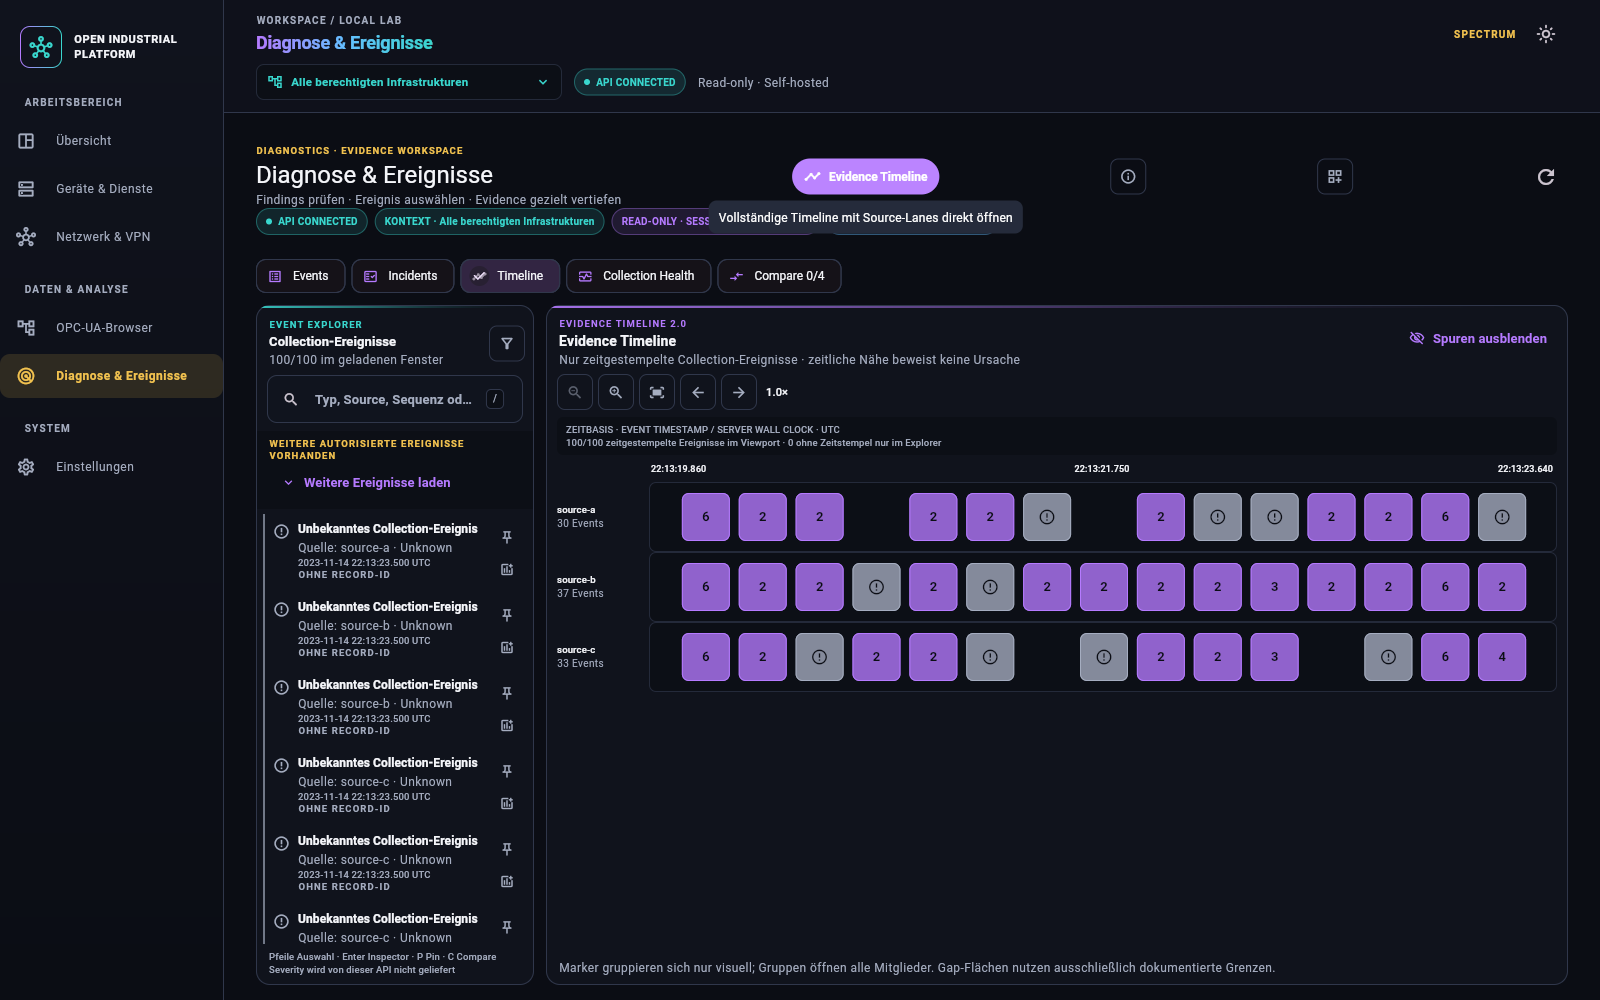 OPEN INDUSTRIAL
PLATFORM
ARBEITSBEREICH
Übersicht
Geräte & Dienste
Netzwerk & VPN
DATEN & ANALYSE
OPC-UA-Browser
Diagnose & Ereignisse
SYSTEM
Einstellungen
WORKSPACE / LOCAL LAB
Diagnose & Ereignisse
Alle berechtigten Infrastrukturen
API CONNECTED
Read-only · Self-hosted
SPECTRUM
DIAGNOSTICS · EVIDENCE WORKSPACE
Diagnose & Ereignisse
Findings prüfen · Ereignis auswählen · Evidence gezielt vertiefen
Evidence Timeline
API CONNECTED
KONTEXT · Alle berechtigten Infrastrukturen
READ-ONLY ·
Vollständige Timeline mit Source-Lanes direkt öffnen
Events
Incidents
Timeline
Collection Health
Compare 0/4
EVENT EXPLORER
Collection-Ereignisse
100/100 im geladenen Fenster
Typ, Source, Sequenz od…
/
WEITERE AUTORISIERTE EREIGNISSE
VORHANDEN
Weitere Ereignisse laden
Unbekanntes Collection-Ereignis
Quelle: source-a · Unknown
2023-11-14 22:13:23.500 UTC
OHNE RECORD-ID
Unbekanntes Collection-Ereignis
Quelle: source-b · Unknown
2023-11-14 22:13:23.500 UTC
OHNE RECORD-ID
Unbekanntes Collection-Ereignis
Quelle: source-b · Unknown
2023-11-14 22:13:23.500 UTC
OHNE RECORD-ID
Unbekanntes Collection-Ereignis
Quelle: source-c · Unknown
2023-11-14 22:13:23.500 UTC
OHNE RECORD-ID
Unbekanntes Collection-Ereignis
Quelle: source-c · Unknown
2023-11-14 22:13:23.500 UTC
OHNE RECORD-ID
Unbekanntes Collection-Ereignis
Quelle: source-c · Unknown
Pfeile Auswahl · Enter Inspector · P Pin · C Compare
Severity wird von dieser API nicht geliefert
EVIDENCE TIMELINE 2.0
Evidence Timeline
Nur zeitgestempelte Collection-Ereignisse · zeitliche Nähe beweist keine Ursache
Spuren ausblenden
1.0×
ZEITBASIS · EVENT TIMESTAMP / SERVER WALL CLOCK · UTC
100/100 zeitgestempelte Ereignisse im Viewport · 0 ohne Zeitstempel nur im Explorer
22:13:19.860 22:13:21.750 22:13:23.640
source-a
30 Events
6 2 2 2 2 2 2 2 6
source-b
37 Events
6 2 2 2 2 2 2 2 3 2 2 6 2
source-c
33 Events
6 2 2 2 2 2 3 6 4
Marker gruppieren sich nur visuell; Gruppen öffnen alle Mitglieder. Gap-Flächen nutzen ausschließlich dokumentierte Grenzen.